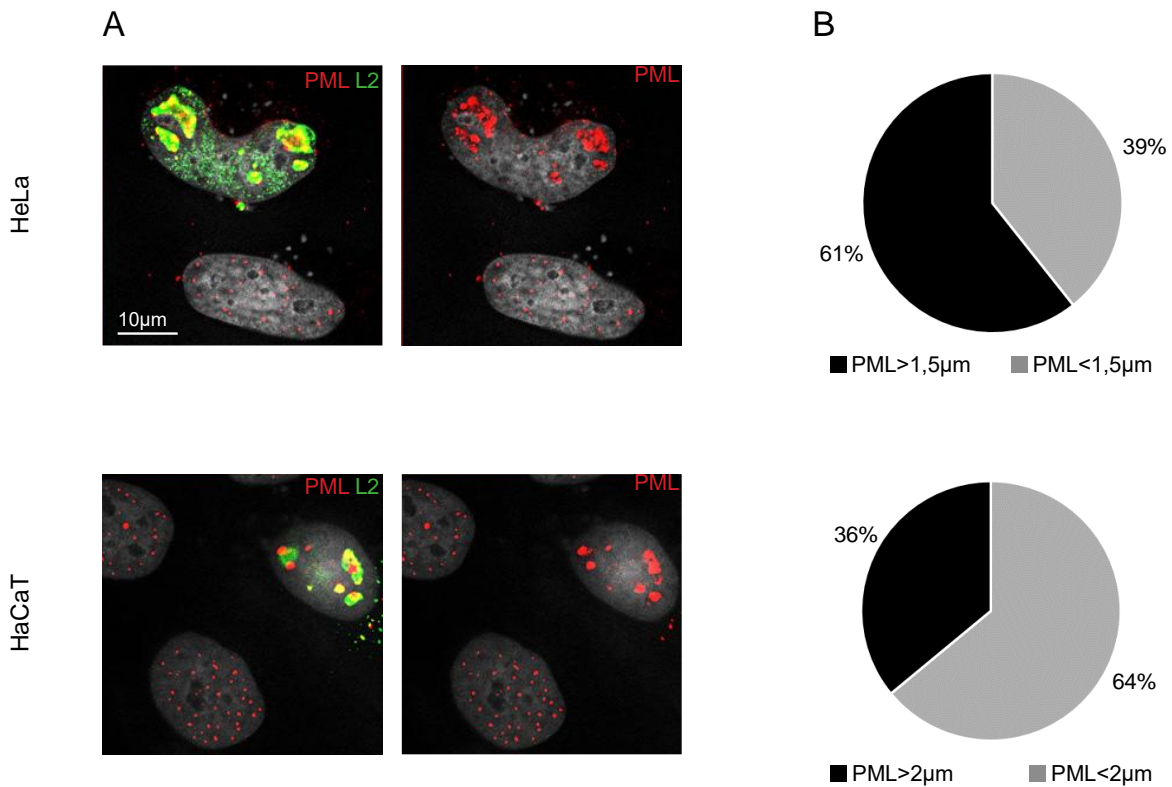 A
B
PML L2
PML
HeLa
10µm
39%
61%
PML>1,5µm
PML<1,5µm
PML L2
PML
HaCaT
36%
64%
PML>2µm
PML<2µm